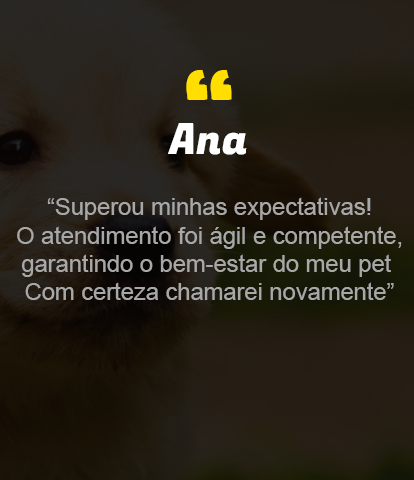 ❝
Ana
“Superou minhas expectativas!
O atendimento foi ágil e competente,
garantindo o bem-estar do meu pet
Com certeza chamarei novamente”